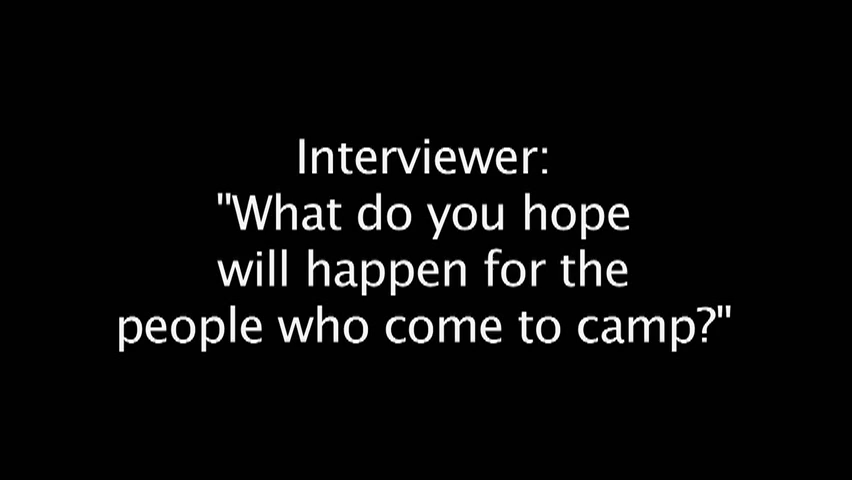 Interviewer:
"What do you hope
will happen for the
people who come to camp?"